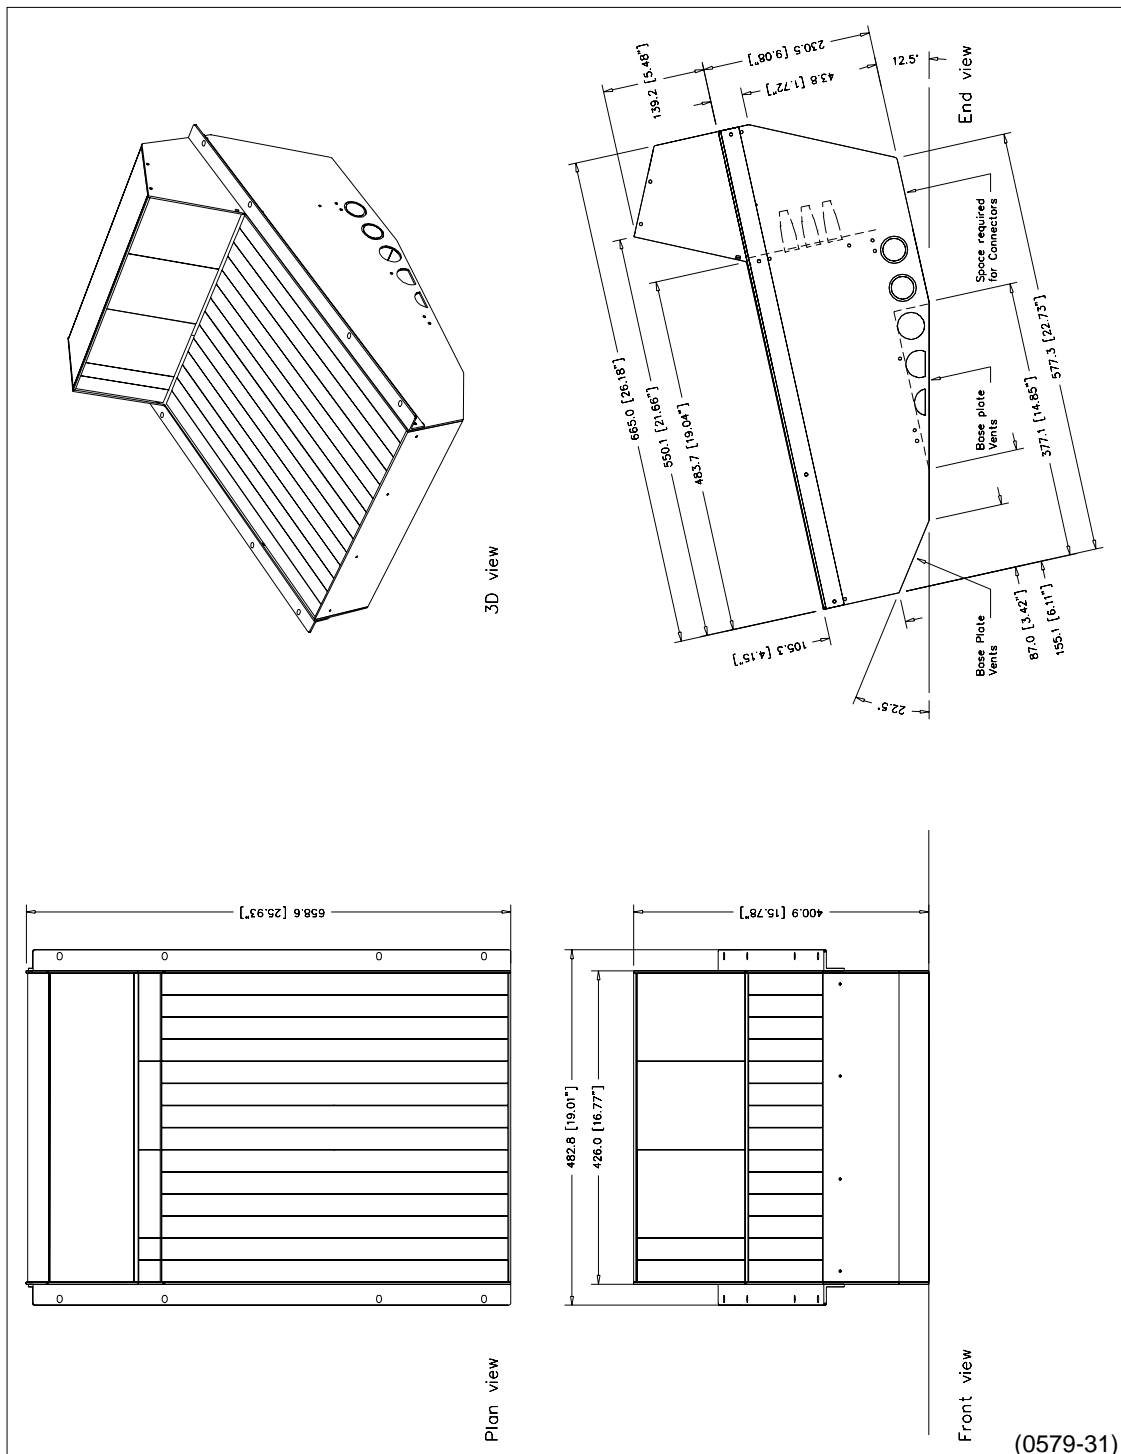 3D view
139.2 [5.48"]
230.5 [9.08"]
43.8 [1.72"]
12.5°
End view
665.0 [26.18"]
550.1 [21.66"]
483.7 [19.04"]
Space required
for Connectors
Base plate
Vents
577.3 [22.73"]
377.1 [14.85"]
105.3 [4.15"]
Base Plate
Vents
87.0 [3.42"]
155.1 [6.11"]
22.5°
658.6 [25.93"]
Plan view
400.9 [15.78"]
482.8 [19.01"]
426.0 [16.77"]
Front view
(0579-31)